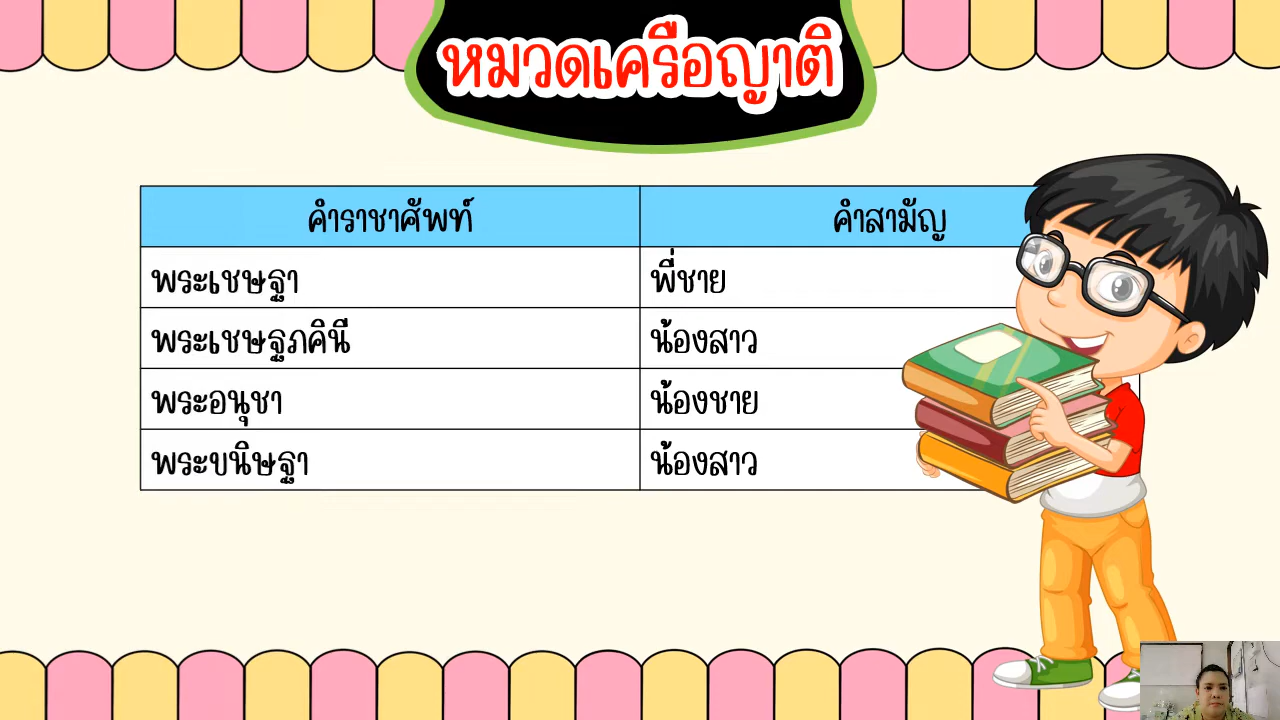 หมวดเครือญาติ
คำราชาศัพท์ คำสามัญ
พระเชษฐา พี่ชาย
พระเชษฐภคินี น้องสาว
พระอนุชา น้องชาย
พระขนิษฐา น้องสาว